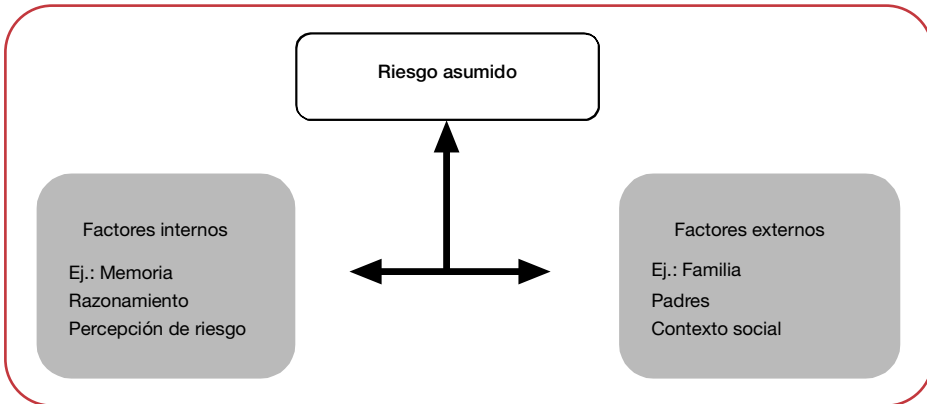 Riesgo asumido
Factores internos
Ej.: Memoria
Razonamiento
Percepción de riesgo
Factores externos
Ej.: Familia
Padres
Contexto social